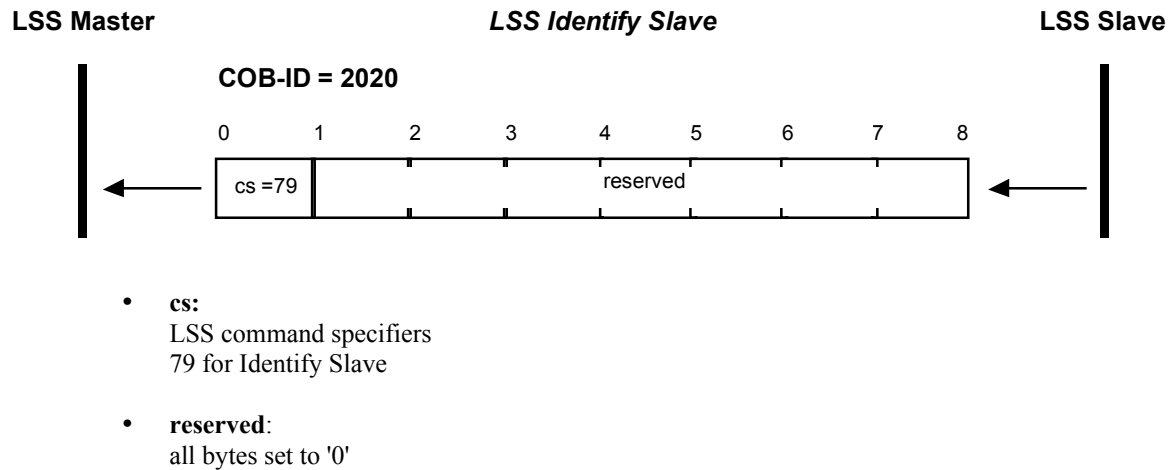 LSS Master LSS Identify Slave LSS Slave
COB-ID = 2020
0 1 2 3 4 5 6 7 8
cs =79 reserved
• cs:
LSS command specifiers
79 for Identify Slave
• reserved:
all bytes set to '0'